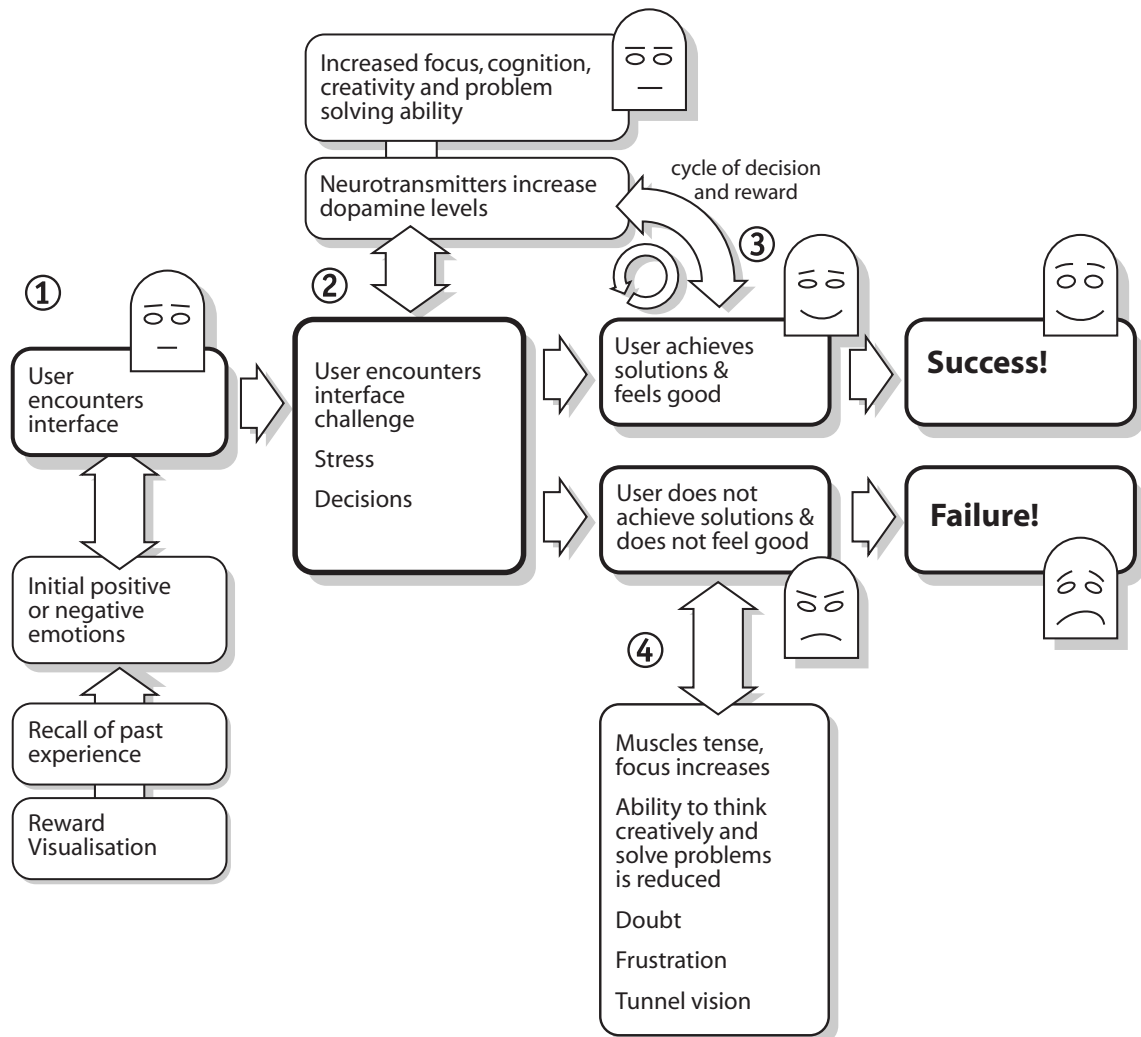 Increased focus, cognition,
creativity and problem
solving ability
Neurotransmitters increase
dopamine levels
cycle of decision
and reward
1
2
3
User
encounters
interface
User encounters
interface
challenge
Stress
Decisions
User achieves
solutions &
feels good
Success!
User does not
achieve solutions &
does not feel good
Failure!
Initial positive
or negative
emotions
4
Recall of past
experience
Reward
Visualisation
Muscles tense,
focus increases
Ability to think
creatively and
solve problems
is reduced
Doubt
Frustration
Tunnel vision